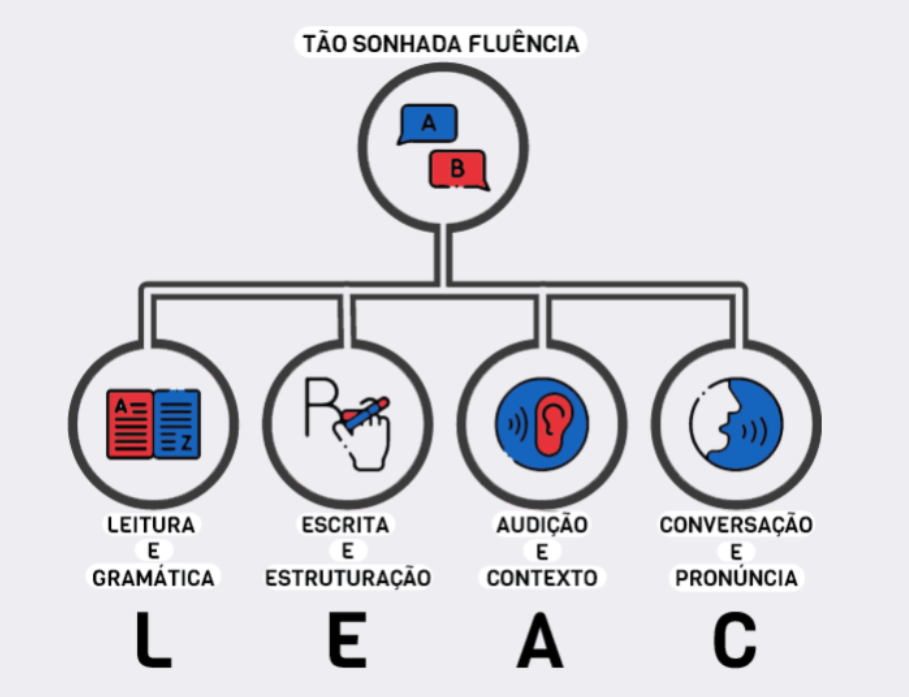 TÃO SONHADA FLUÊNCIA
A
B
A
Z
R
LEITURA
E
GRAMÁTICA
ESCRITA
E
ESTRUTURAÇÃO
AUDIÇÃO
E
CONTEXTO
CONVERSAÇÃO
E
PRONÚNCIA
L E A C